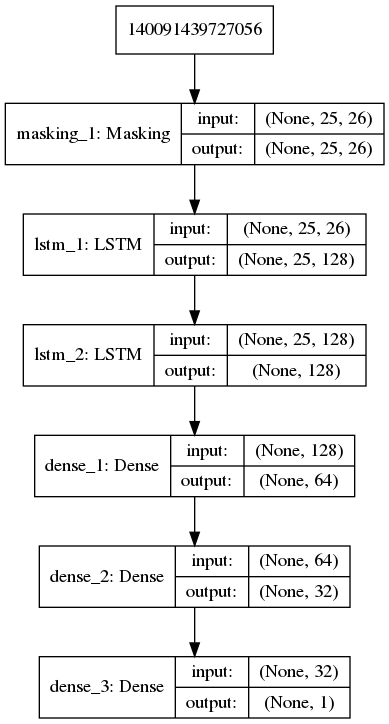 140091439727056
masking_1: Masking
input: (None, 25, 26)
output: (None, 25, 26)
lstm_1: LSTM
input: (None, 25, 26)
output: (None, 25, 128)
lstm_2: LSTM
input: (None, 25, 128)
output: (None, 128)
dense_1: Dense
input: (None, 128)
output: (None, 64)
dense_2: Dense
input: (None, 64)
output: (None, 32)
dense_3: Dense
input: (None, 32)
output: (None, 1)